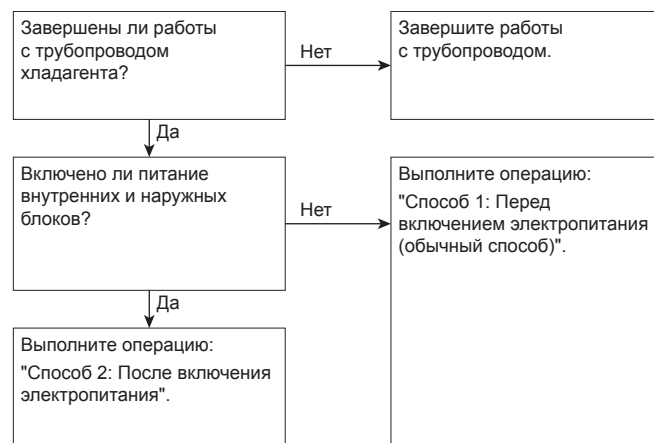 Завершены ли работы
с трубопроводом
хладагента?
Нет
Завершите работы
с трубопроводом.
Да
Включено ли питание
внутренних и наружных
блоков?
Нет
Выполните операцию:
"Способ 1: Перед
включением электропитания
(обычный способ)".
Да
Выполните операцию:
"Способ 2: После включения
электропитания".